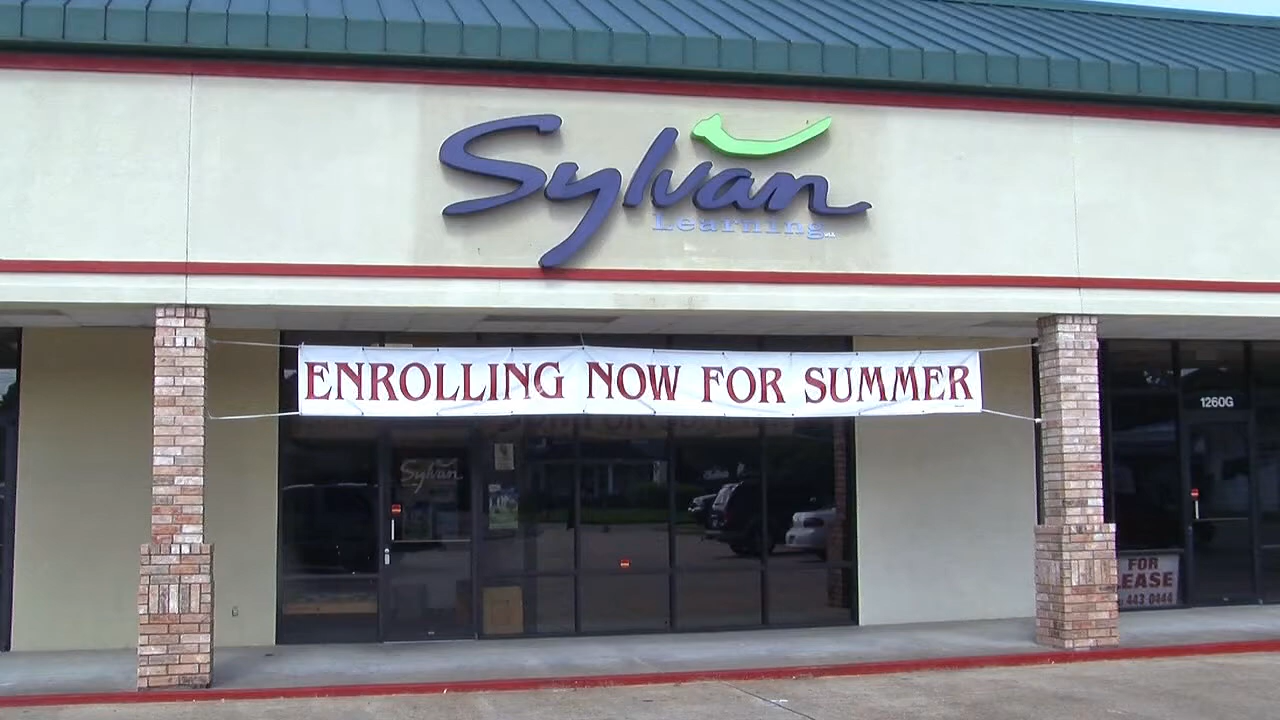 Sylvan
Learning
ENROLLING NOW FOR SUMMER
1260G
Sylvan
FOR
LEASE
443-0444